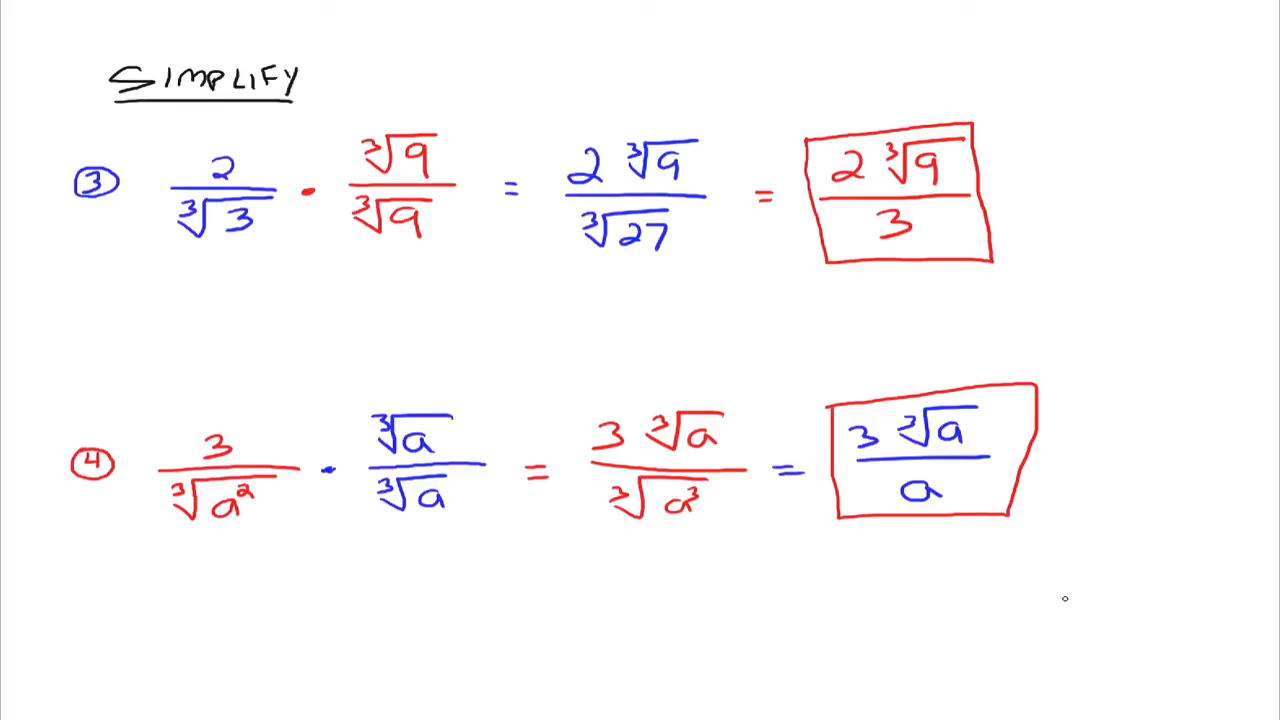 SIMPLIFY
③ 2/∛3 · ∛9/∛9 = 2∛9/∛27 = 2∛9/3
④ 3/∛a² · ∛a/∛a = 3∛a/∛a³ = 3∛a/a